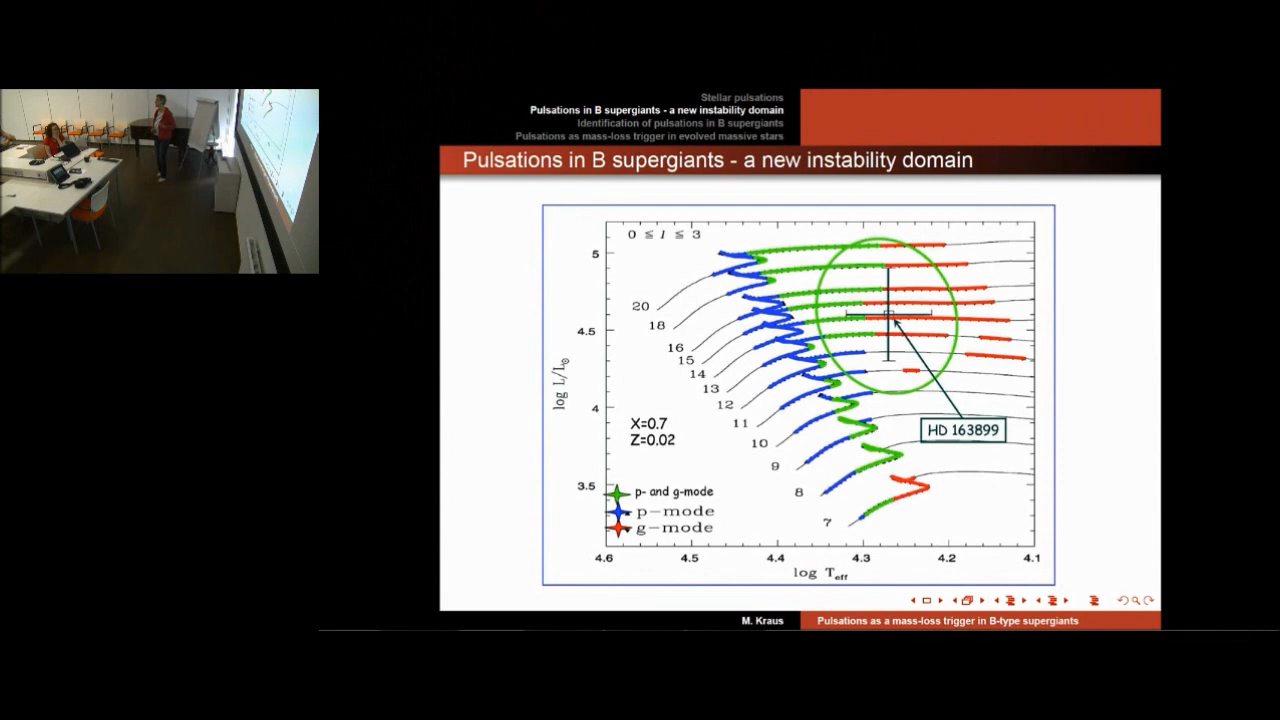 Stellar pulsations
Pulsations in B supergiants - a new instability domain
Identification of pulsations in B supergiants
Pulsations as mass-loss trigger in evolved massive stars
Pulsations in B supergiants - a new instability domain
0 ≤ l ≤ 3
5
4.5
4
3.5
log L/L⊙
20
18
16
15
14
13
12
11
10
9
8
7
X=0.7
Z=0.02
HD 163899
p- and g-mode
p-mode
g-mode
4.6 4.5 4.4 4.3 4.2 4.1
log Teff
M. Kraus
Pulsations as a mass-loss trigger in B-type supergiants